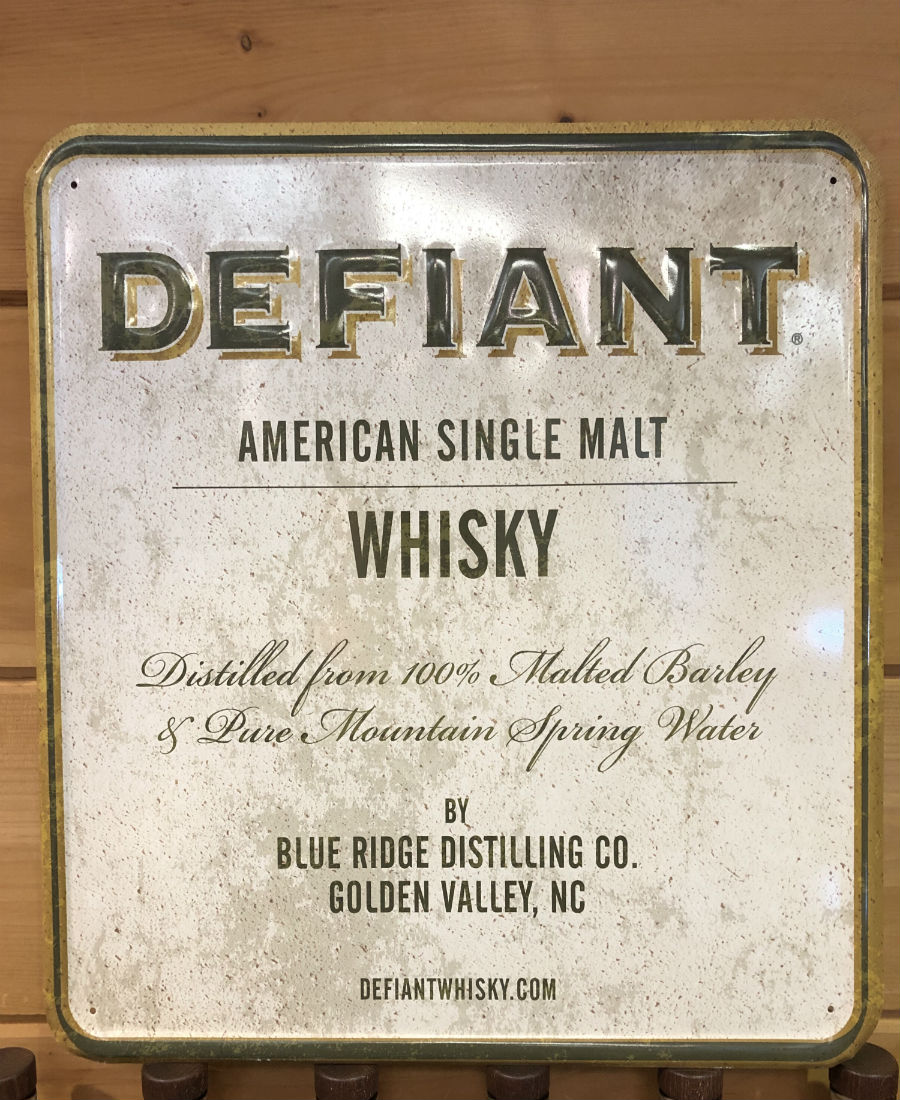 DEFIANT®
AMERICAN SINGLE MALT
WHISKY
Distilled from 100% Malted Barley
& Pure Mountain Spring Water
BY
BLUE RIDGE DISTILLING CO.
GOLDEN VALLEY, NC
DEFIANTWHISKY.COM